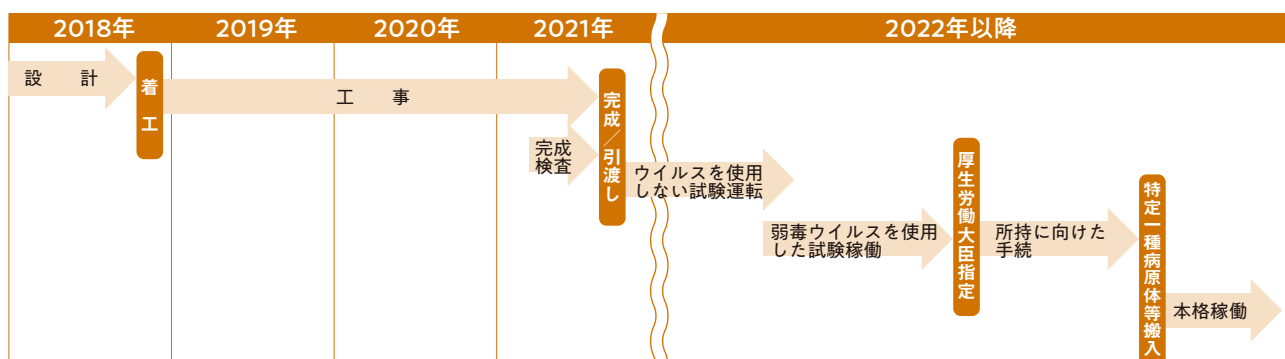 2018年
2019年
2020年
2021年
2022年以降
設　計
着工
工　事
完成
検査
完成／引渡し
ウイルスを使用
しない試験運転
弱毒ウイルスを使用
した試験稼働
厚生労働大臣指定
所持に向けた
手続
特定一種病原体等搬入
本格稼働